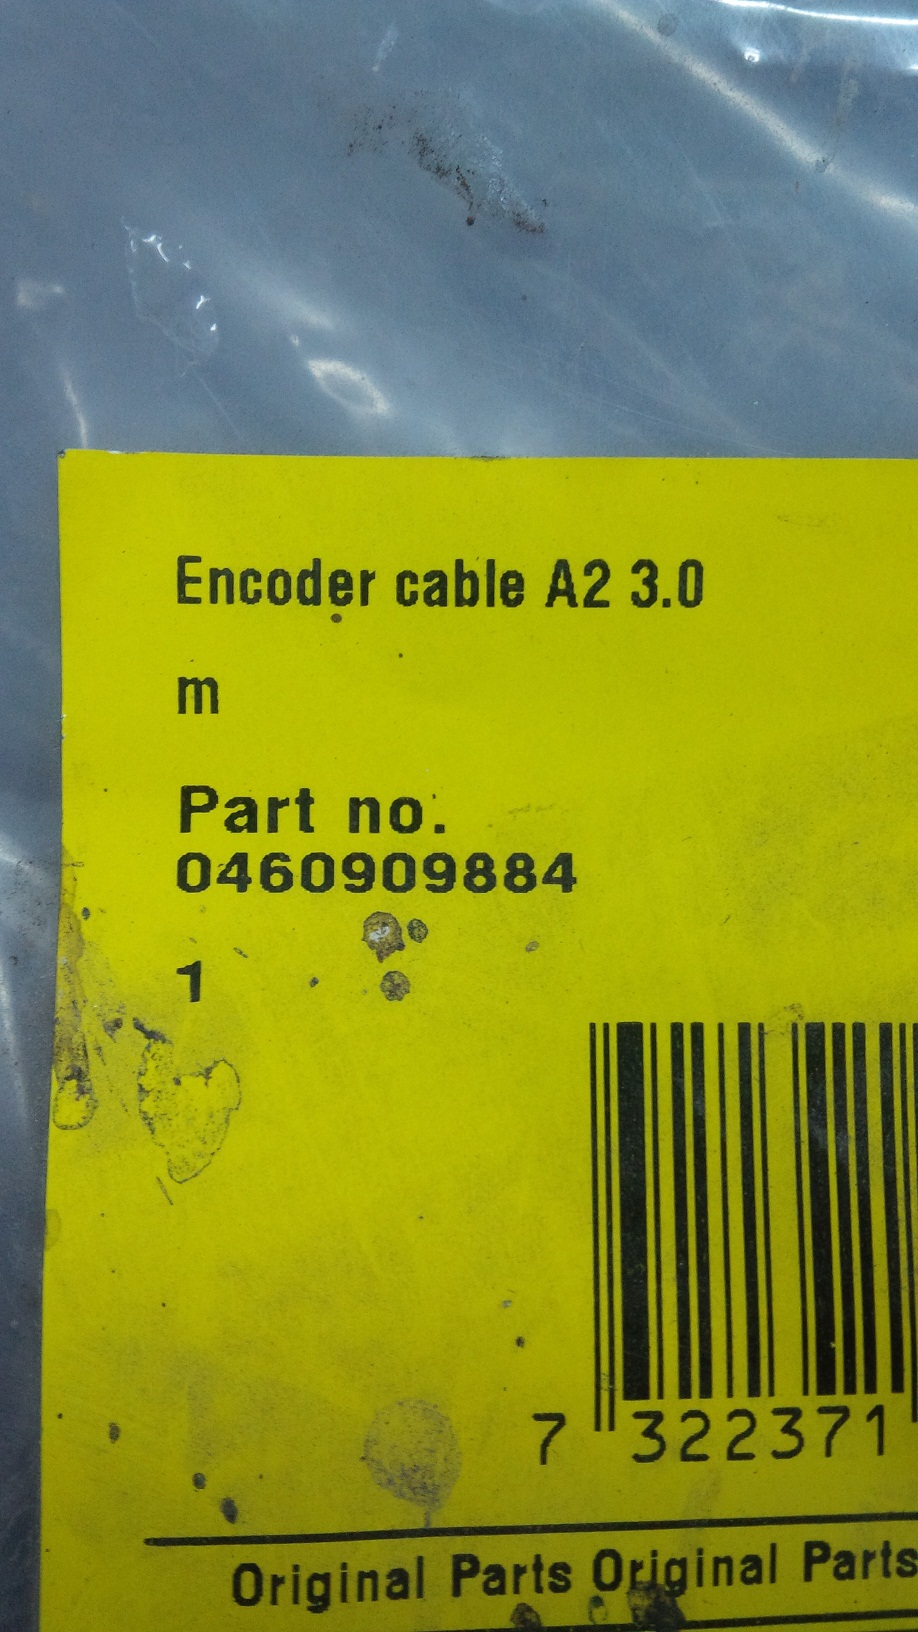 Encoder cable A2 3.0
m
Part no.
0460909884
1
7 322371
Original Parts Original Parts